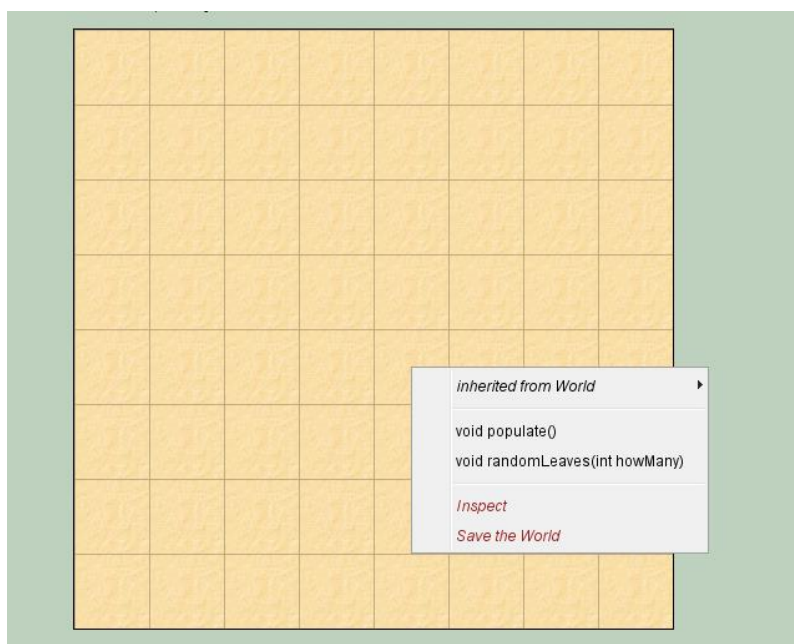 inherited from World
void populate()
void randomLeaves(int howMany)
Inspect
Save the World